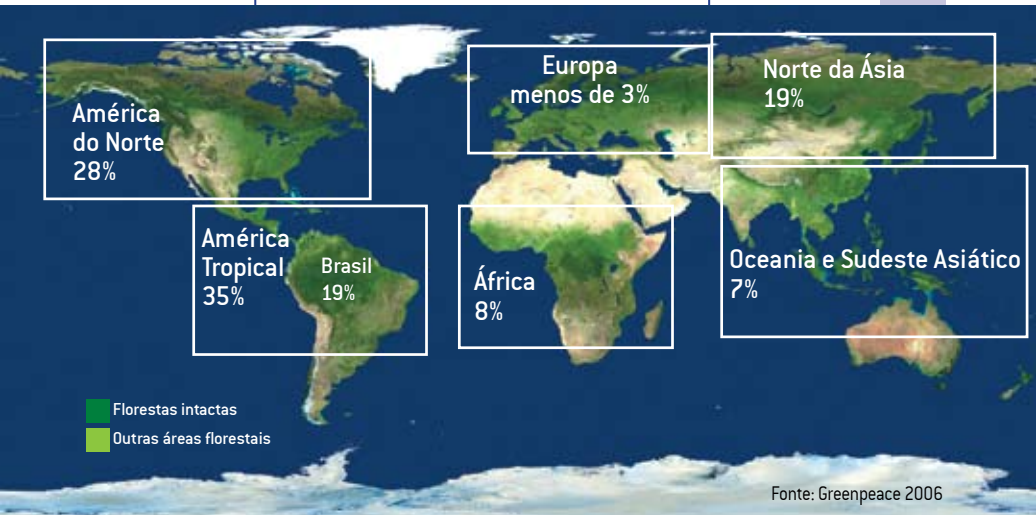 América
do Norte
28%
Europa
menos de 3%
Norte da Ásia
19%
América
Tropical
35%
Brasil
19%
África
8%
Oceania e Sudeste Asiático
7%
Florestas intactas
Outras áreas florestais
Fonte: Greenpeace 2006